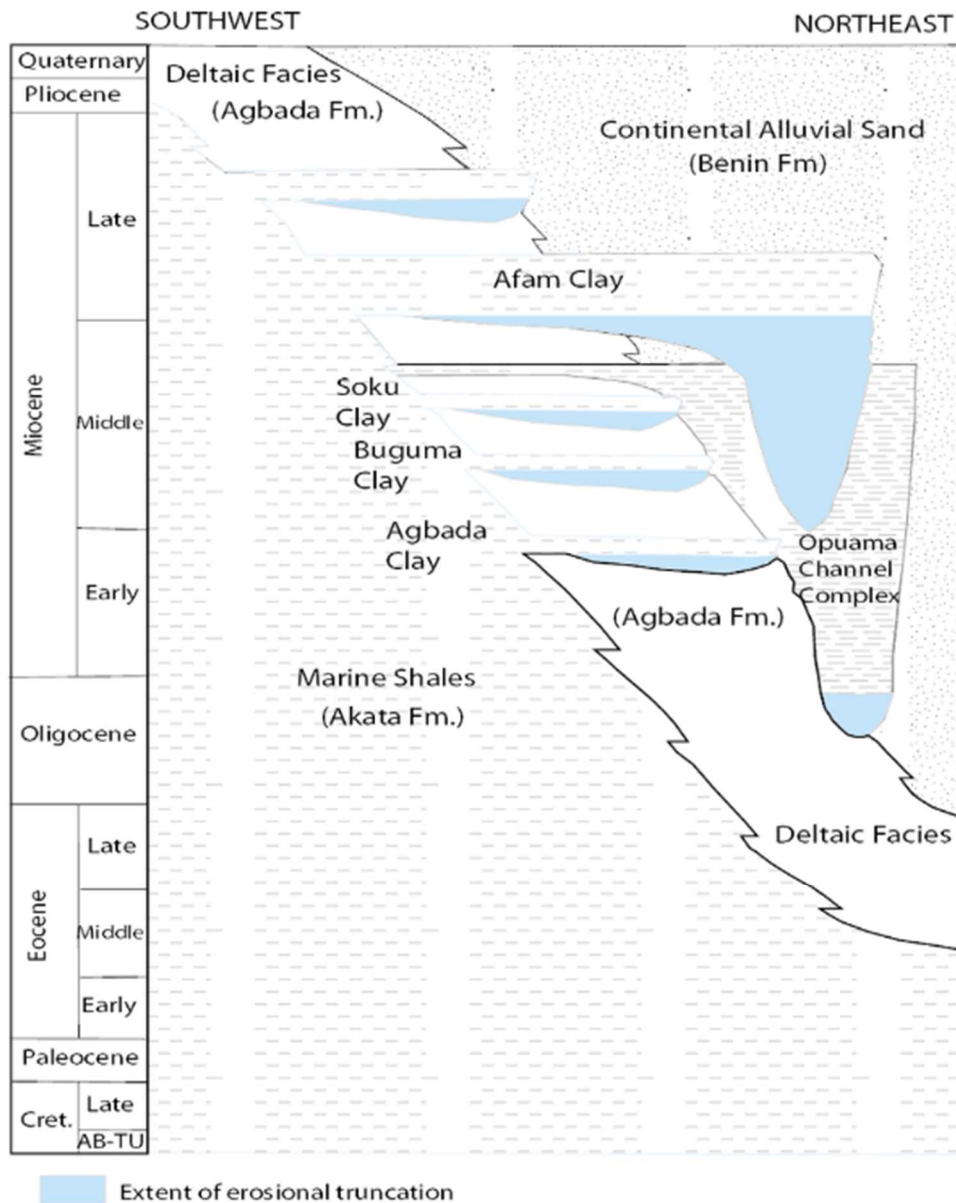 SOUTHWEST
NORTHEAST
Quaternary
Pliocene
Miocene
Late
Middle
Early
Oligocene
Eocene
Late
Middle
Early
Paleocene
Cret.
Late
AB-TU
Deltaic Facies
(Agbada Fm.)
Continental Alluvial Sand
(Benin Fm)
Afam Clay
Soku
Clay
Buguma
Clay
Agbada
Clay
Opuama
Channel
Complex
(Agbada Fm.)
Marine Shales
(Akata Fm.)
Deltaic Facies
Extent of erosional truncation